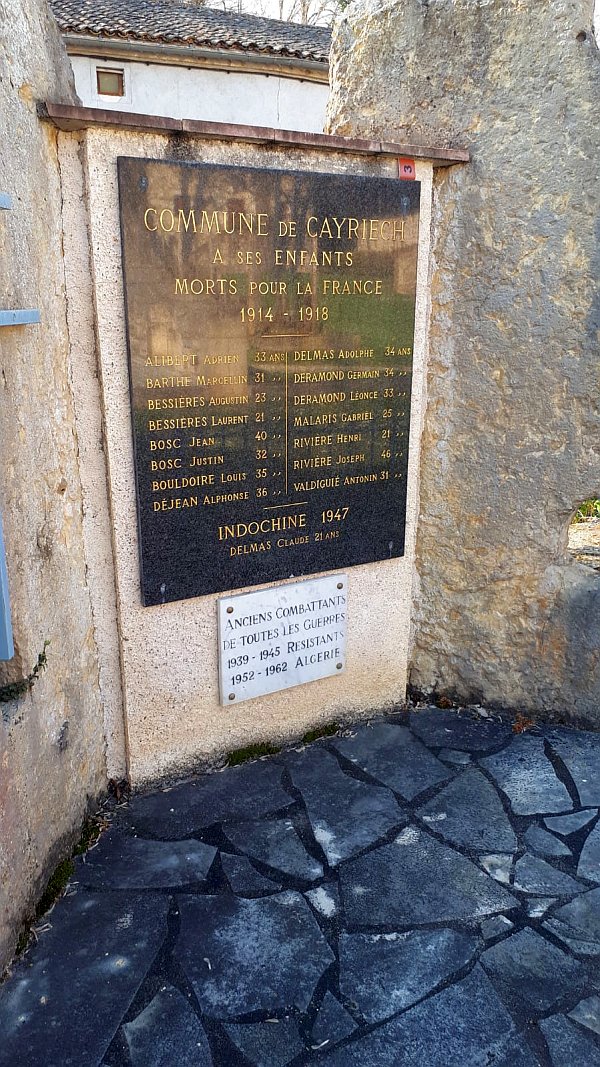 3
COMMUNE DE CAYRIECH
A SES ENFANTS
MORTS POUR LA FRANCE
1914 - 1918
ALIBERT ADRIEN 33 ANS
BARTHE MARCELLIN 31 ,,
BESSIÈRES AUGUSTIN 23 ,,
BESSIÈRES LAURENT 21 ,,
BOSC JEAN 40 ,,
BOSC JUSTIN 32 ,,
BOULDOIRE LOUIS 35 ,,
DÉJEAN ALPHONSE 36 ,,
DELMAS ADOLPHE 34 ANS
DERAMOND GERMAIN 34 ,,
DERAMOND LÉONCE 33 ,,
MALARIS GABRIËL 25 ,,
RIVIÈRE HENRI 21 ,,
RIVIÈRE JOSEPH 46 ,,
VALDIGUIÉ ANTONIN 31 ,,
INDOCHINE 1947
DELMAS CLAUDE 21 ANS
ANCIENS COMBATTANTS
DE TOUTES LES GUERRES
1939 - 1945 RESISTANTS
1952 - 1962 ALGÉRIE